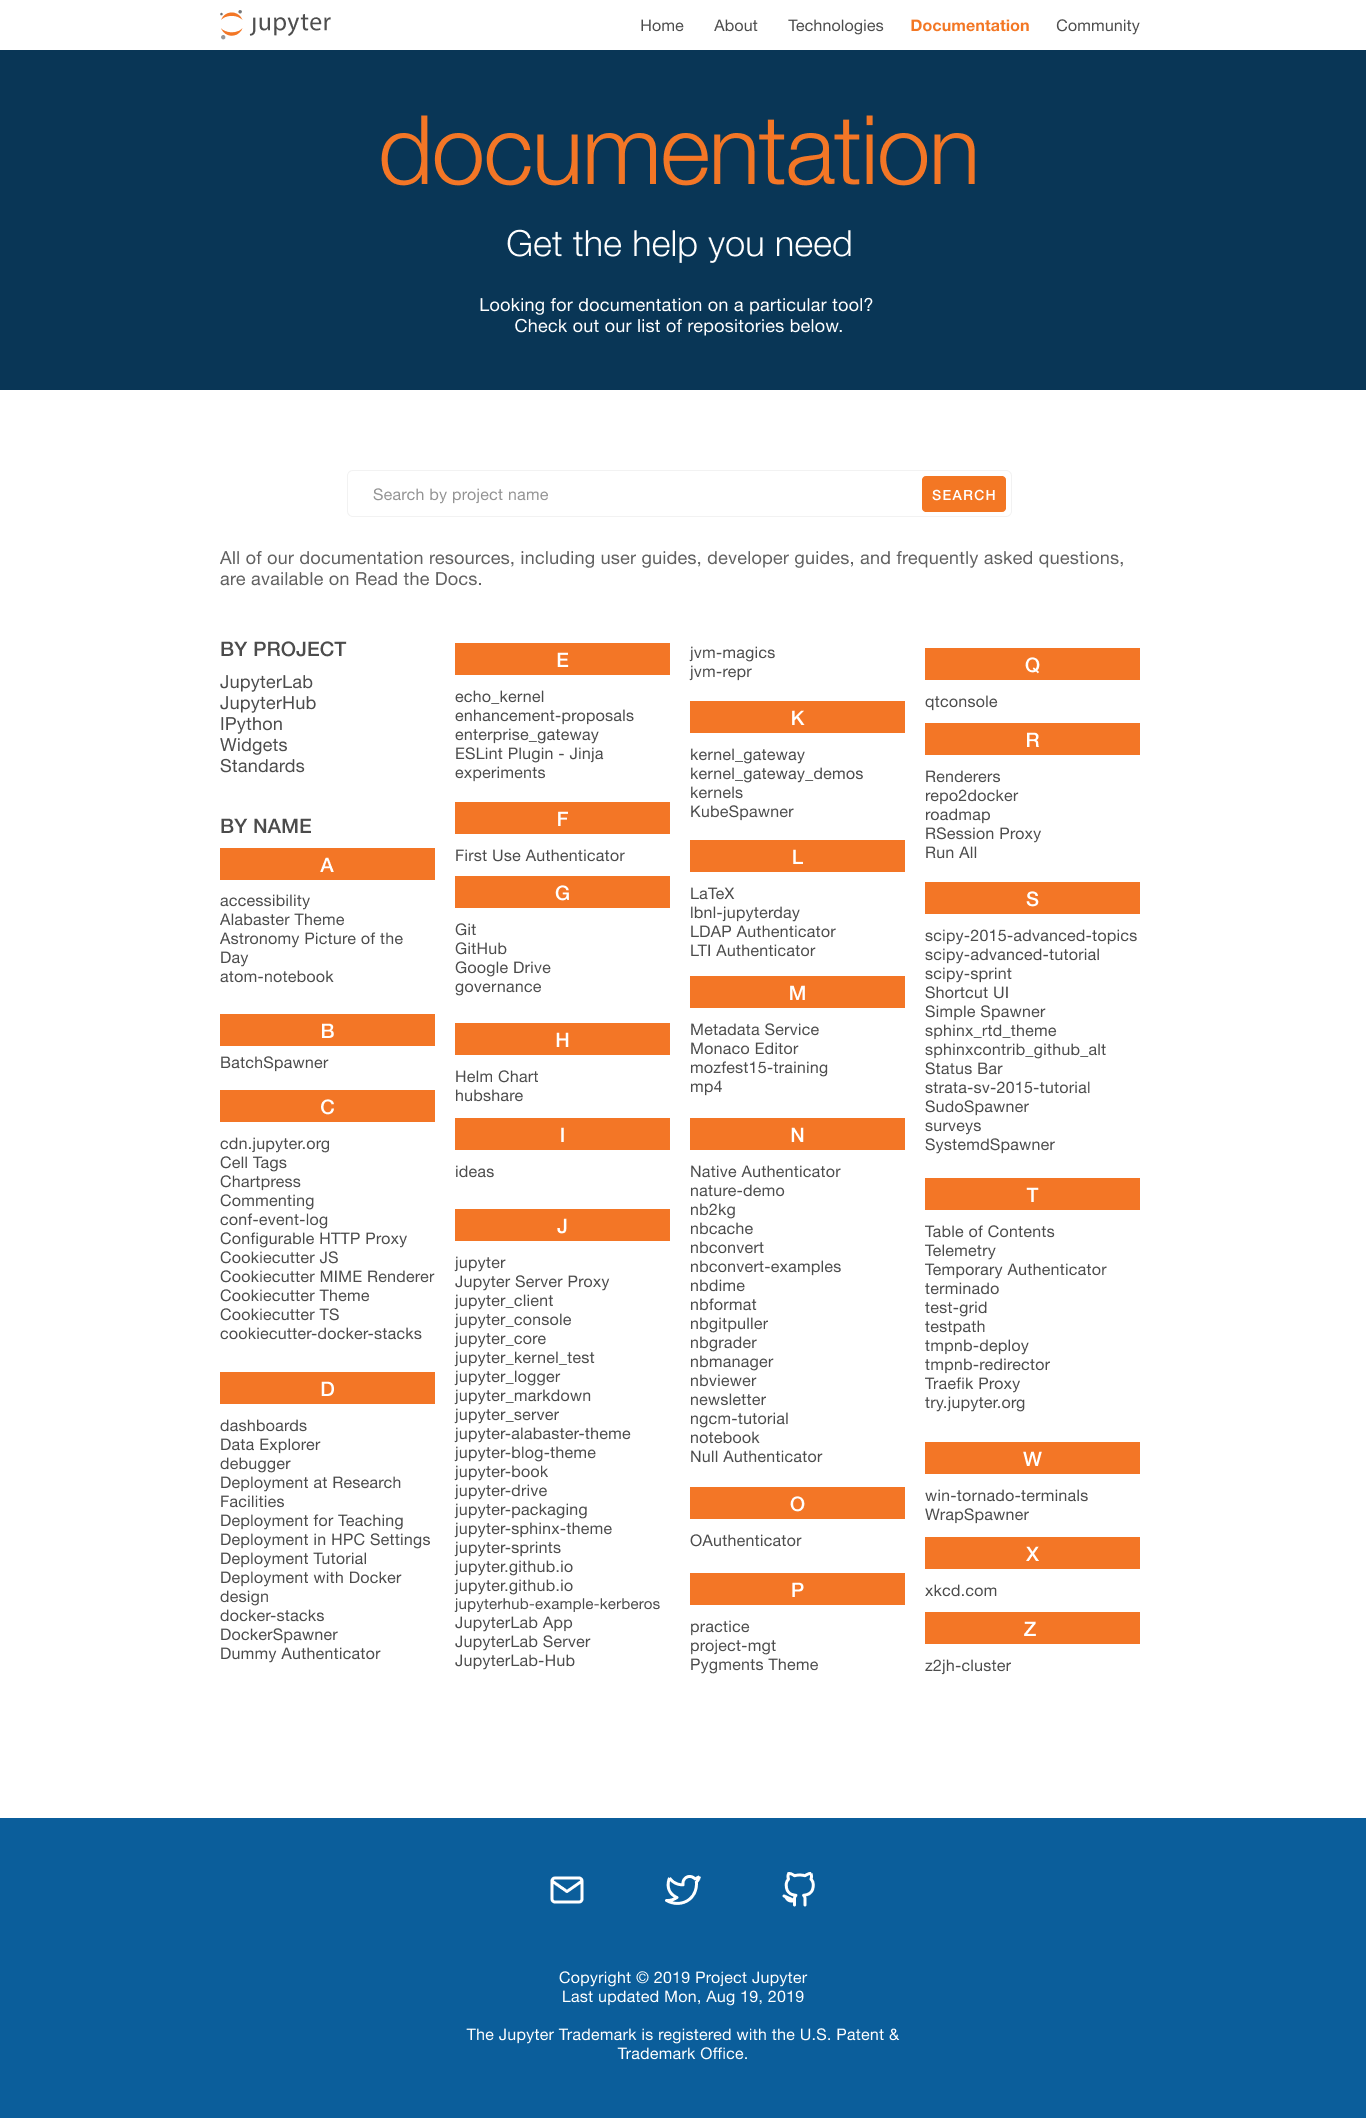 jupyter
Home About Technologies Documentation Community
documentation
Get the help you need
Looking for documentation on a particular tool?
Check out our list of repositories below.
Search by project name
SEARCH
All of our documentation resources, including user guides, developer guides, and frequently asked questions,
are available on Read the Docs.
BY PROJECT
JupyterLab
JupyterHub
IPython
Widgets
Standards
BY NAME
A
accessibility
Alabaster Theme
Astronomy Picture of the
Day
atom-notebook
B
BatchSpawner
C
cdn.jupyter.org
Cell Tags
Chartpress
Commenting
conf-event-log
Configurable HTTP Proxy
Cookiecutter JS
Cookiecutter MIME Renderer
Cookiecutter Theme
Cookiecutter TS
cookiecutter-docker-stacks
D
dashboards
Data Explorer
debugger
Deployment at Research
Facilities
Deployment for Teaching
Deployment in HPC Settings
Deployment Tutorial
Deployment with Docker
design
docker-stacks
DockerSpawner
Dummy Authenticator
E
echo_kernel
enhancement-proposals
enterprise_gateway
ESLint Plugin - Jinja
experiments
F
First Use Authenticator
G
Git
GitHub
Google Drive
governance
H
Helm Chart
hubshare
I
ideas
J
jupyter
Jupyter Server Proxy
jupyter_client
jupyter_console
jupyter_core
jupyter_kernel_test
jupyter_logger
jupyter_markdown
jupyter_server
jupyter-alabaster-theme
jupyter-blog-theme
jupyter-book
jupyter-drive
jupyter-packaging
jupyter-sphinx-theme
jupyter-sprints
jupyter.github.io
jupyter.github.io
jupyterhub-example-kerberos
JupyterLab App
JupyterLab Server
JupyterLab-Hub
jvm-magics
jvm-repr
K
kernel_gateway
kernel_gateway_demos
kernels
KubeSpawner
L
LaTeX
lbnl-jupyterday
LDAP Authenticator
LTI Authenticator
M
Metadata Service
Monaco Editor
mozfest15-training
mp4
N
Native Authenticator
nature-demo
nb2kg
nbcache
nbconvert
nbconvert-examples
nbdime
nbformat
nbgitpuller
nbgrader
nbmanager
nbviewer
newsletter
ngcm-tutorial
notebook
Null Authenticator
O
OAuthenticator
P
practice
project-mgt
Pygments Theme
Q
qtconsole
R
Renderers
repo2docker
roadmap
RSession Proxy
Run All
S
scipy-2015-advanced-topics
scipy-advanced-tutorial
scipy-sprint
Shortcut UI
Simple Spawner
sphinx_rtd_theme
sphinxcontrib_github_alt
Status Bar
strata-sv-2015-tutorial
SudoSpawner
surveys
SystemdSpawner
T
Table of Contents
Telemetry
Temporary Authenticator
terminado
test-grid
testpath
tmpnb-deploy
tmpnb-redirector
Traefik Proxy
try.jupyter.org
W
win-tornado-terminals
WrapSpawner
X
xkcd.com
Z
z2jh-cluster
Copyright © 2019 Project Jupyter
Last updated Mon, Aug 19, 2019
The Jupyter Trademark is registered with the U.S. Patent &
Trademark Office.